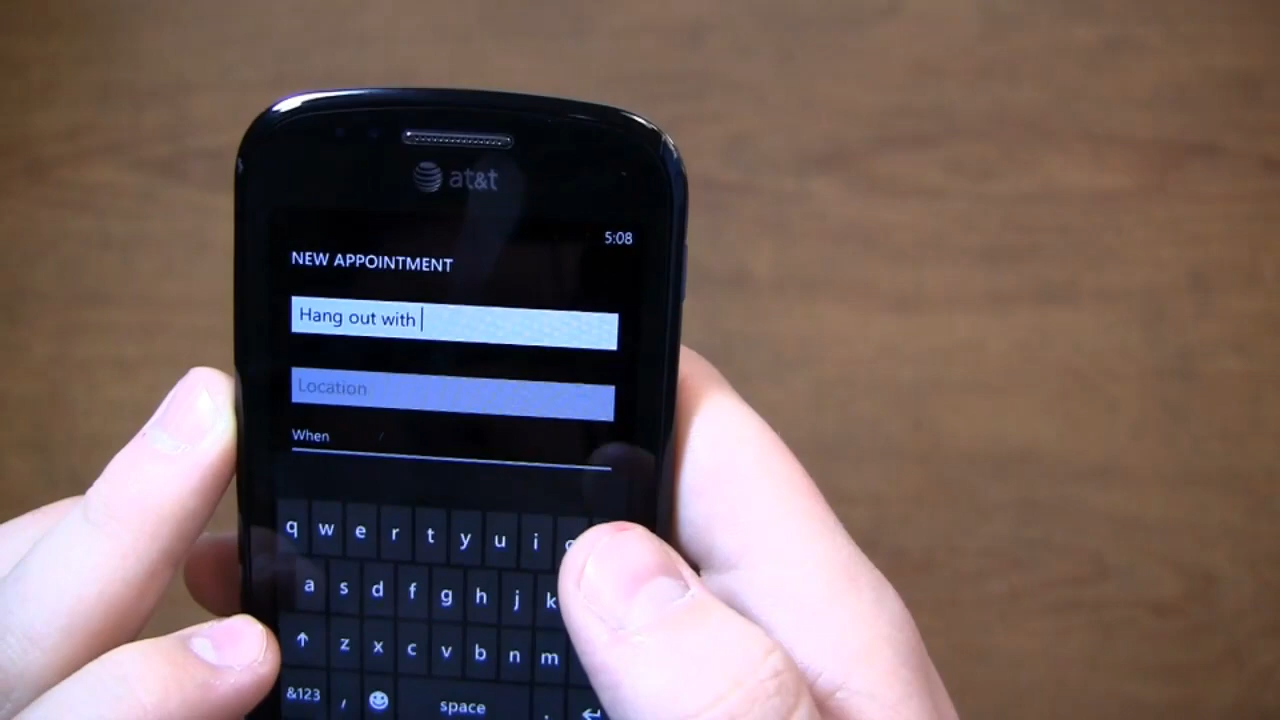 at&t
5:08
NEW APPOINTMENT
Hang out with
Location
When
q w e r t y u i
a s d f g h j k
z x c v b n m
&123 , space .